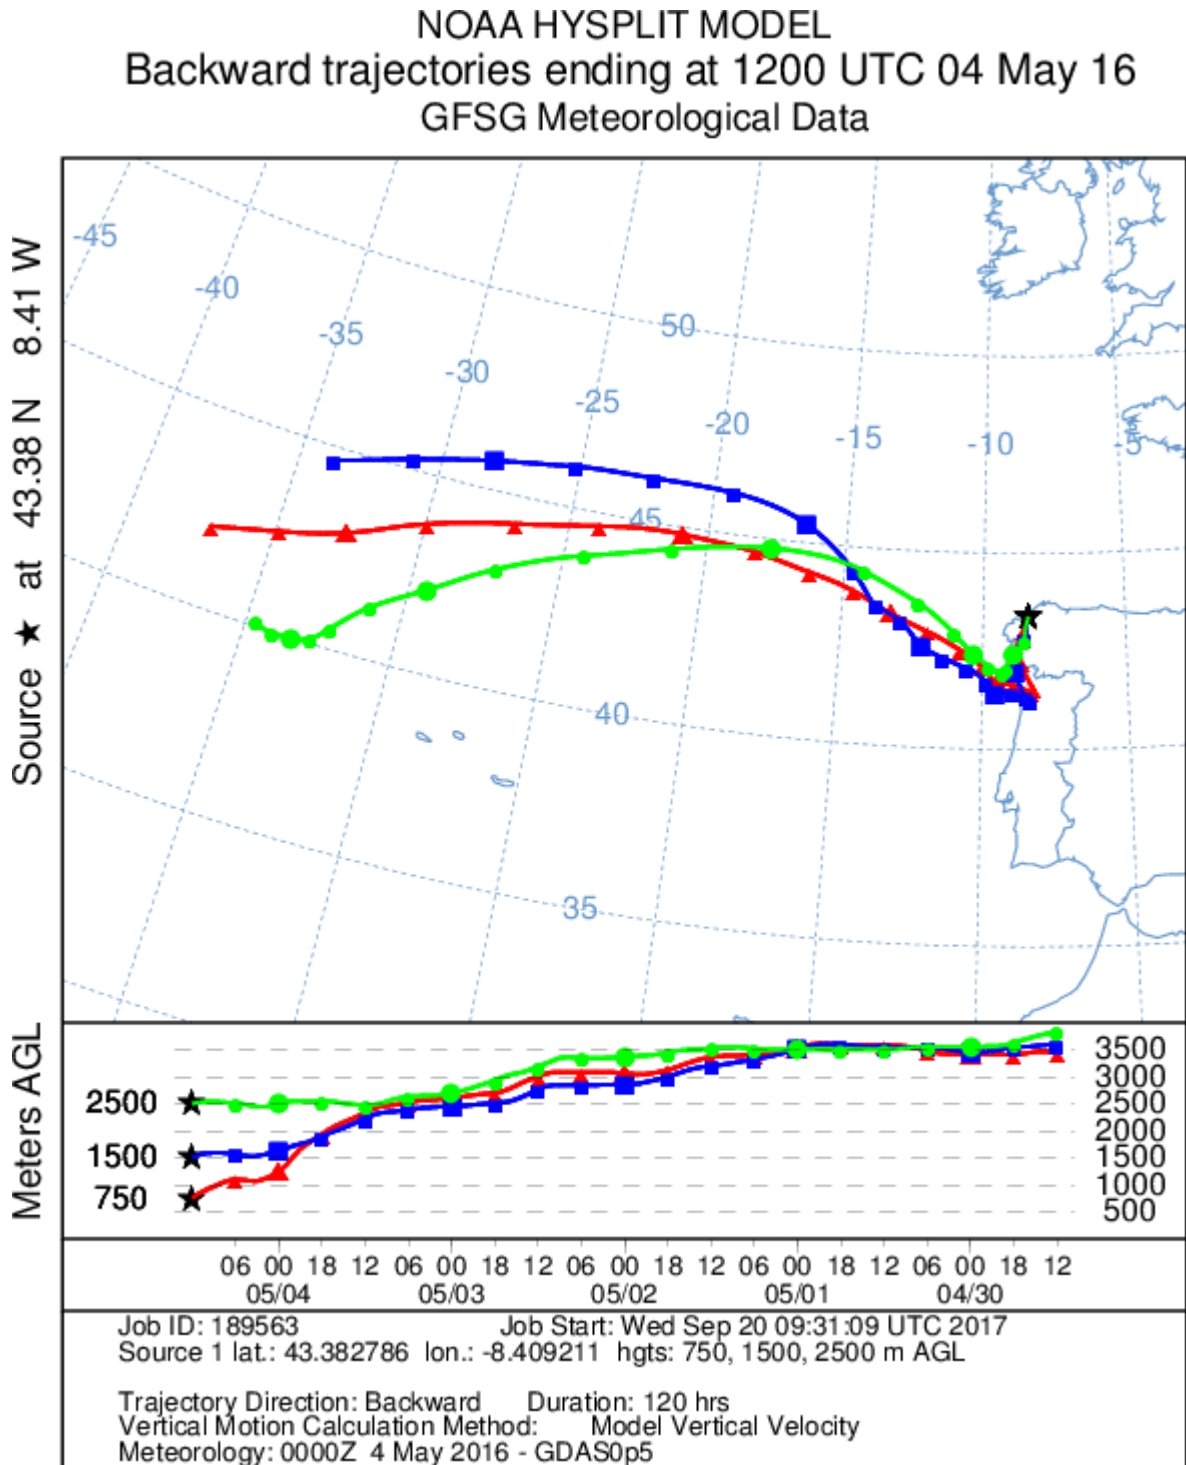 NOAA HYSPLIT MODEL
Backward trajectories ending at 1200 UTC 04 May 16
GFSG Meteorological Data
Source ★ at 43.38 N 8.41 W
-45
-40
-35
-30
-25
-20
-15
-10
-5
50
45
40
35
Meters AGL
2500
1500
750
3500
3000
2500
2000
1500
1000
500
06 00 18 12 06 00 18 12 06 00 18 12 06 00 18 12 06 00 18 12
05/04 05/03 05/02 05/01 04/30
Job ID: 189563 Job Start: Wed Sep 20 09:31:09 UTC 2017
Source 1 lat.: 43.382786 lon.: -8.409211 hgts: 750, 1500, 2500 m AGL
Trajectory Direction: Backward Duration: 120 hrs
Vertical Motion Calculation Method: Model Vertical Velocity
Meteorology: 0000Z 4 May 2016 - GDAS0p5